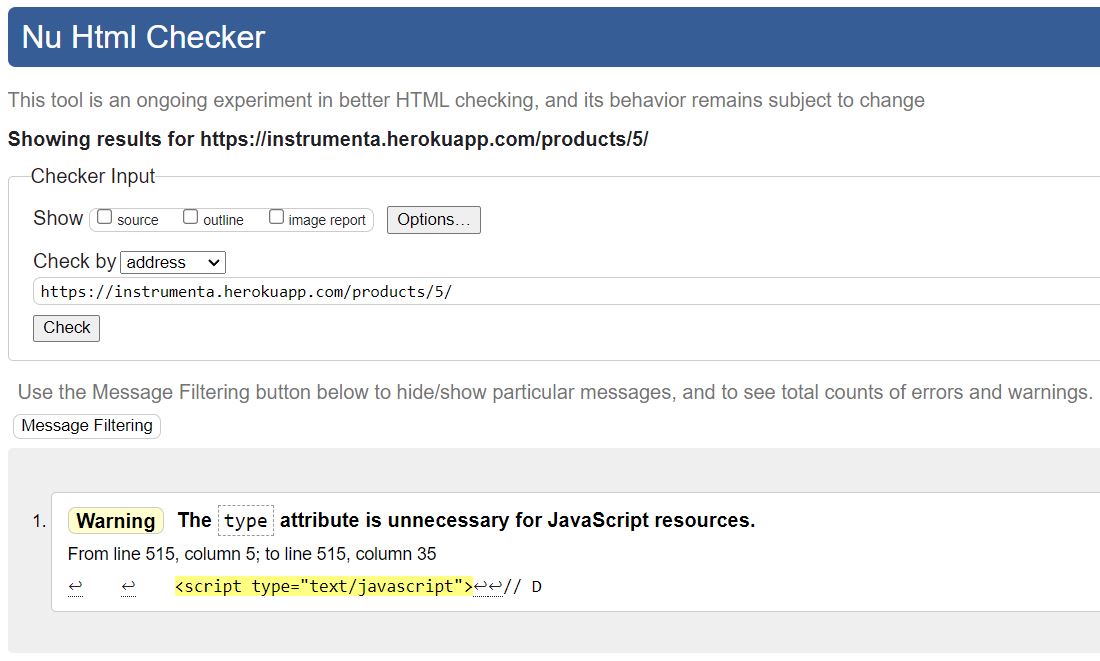 Nu Html Checker
This tool is an ongoing experiment in better HTML checking, and its behavior remains subject to change
Showing results for https://instrumenta.herokuapp.com/products/5/
Checker Input
Show source outline image report Options...
Check by address
https://instrumenta.herokuapp.com/products/5/
Check
Use the Message Filtering button below to hide/show particular messages, and to see total counts of errors and warnings.
Message Filtering
1. Warning The type attribute is unnecessary for JavaScript resources.
From line 515, column 5; to line 515, column 35
↩ ↩ <script type="text/javascript">↩↩// D